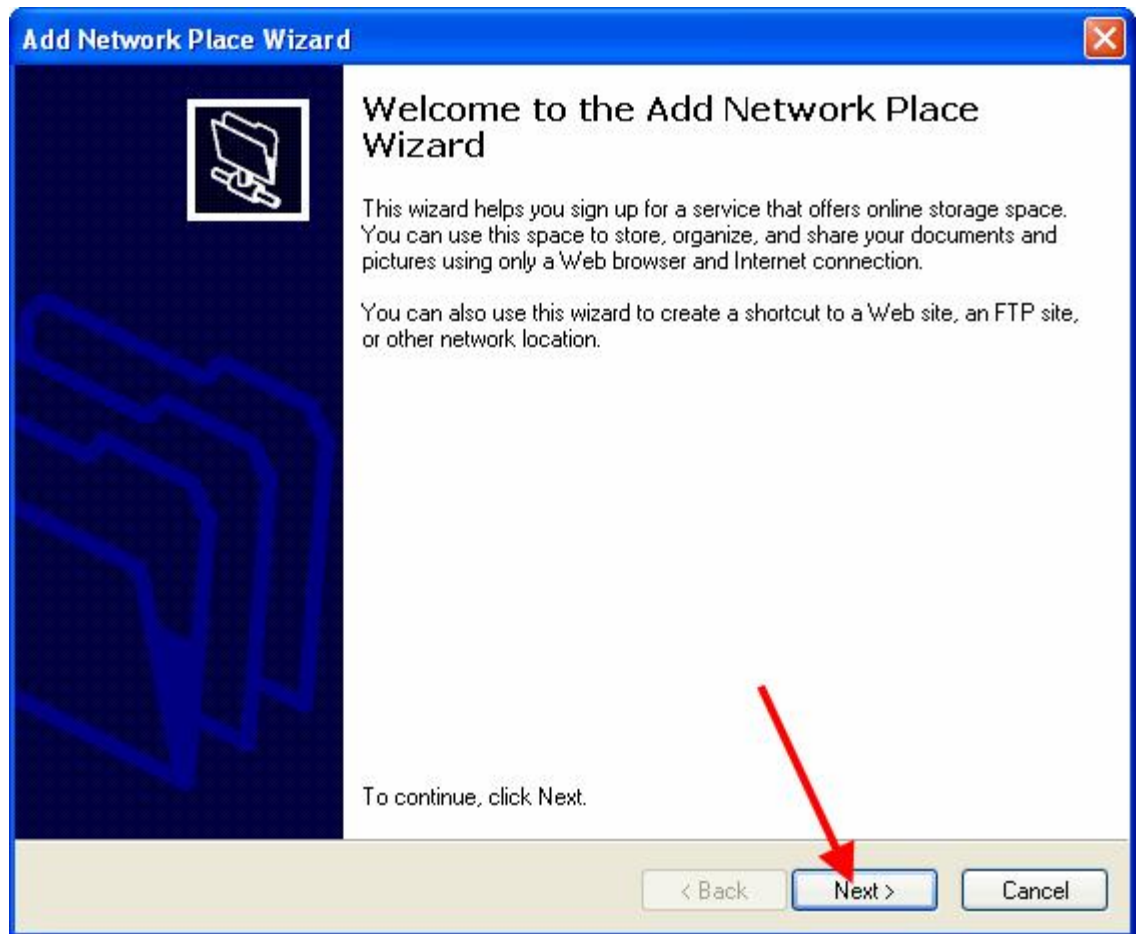 Add Network Place Wizard
Welcome to the Add Network Place
Wizard
This wizard helps you sign up for a service that offers online storage space.
You can use this space to store, organize, and share your documents and
pictures using only a Web browser and Internet connection.
You can also use this wizard to create a shortcut to a Web site, an FTP site,
or other network location.
To continue, click Next.
< Back Next > Cancel